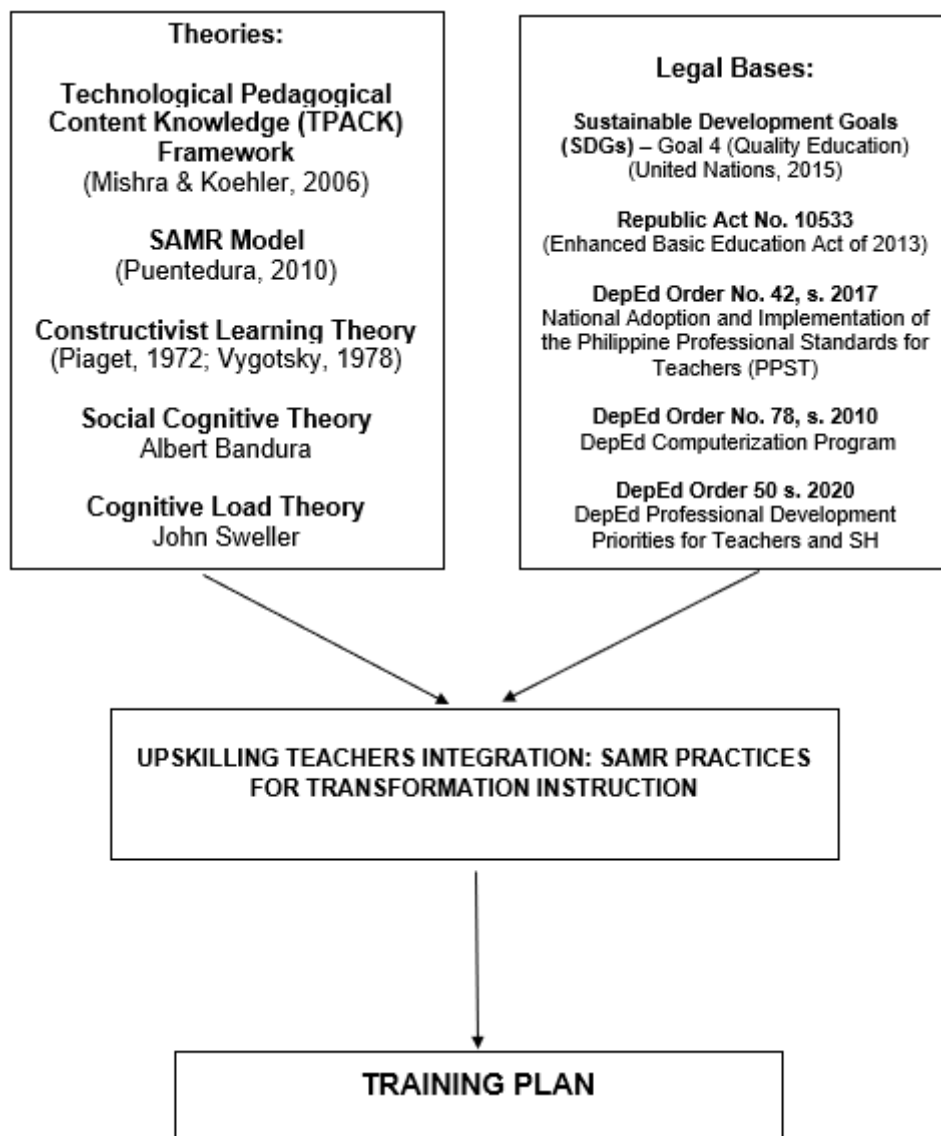 Theories:
Technological Pedagogical
Content Knowledge (TPACK)
Framework
(Mishra & Koehler, 2006)
SAMR Model
(Puentedura, 2010)
Constructivist Learning Theory
(Piaget, 1972; Vygotsky, 1978)
Social Cognitive Theory
Albert Bandura
Cognitive Load Theory
John Sweller
Legal Bases:
Sustainable Development Goals
(SDGs) – Goal 4 (Quality Education)
(United Nations, 2015)
Republic Act No. 10533
(Enhanced Basic Education Act of 2013)
DepEd Order No. 42, s. 2017
National Adoption and Implementation of
the Philippine Professional Standards for
Teachers (PPST)
DepEd Order No. 78, s. 2010
DepEd Computerization Program
DepEd Order 50 s. 2020
DepEd Professional Development
Priorities for Teachers and SH
UPSKILLING TEACHERS INTEGRATION: SAMR PRACTICES
FOR TRANSFORMATION INSTRUCTION
TRAINING PLAN